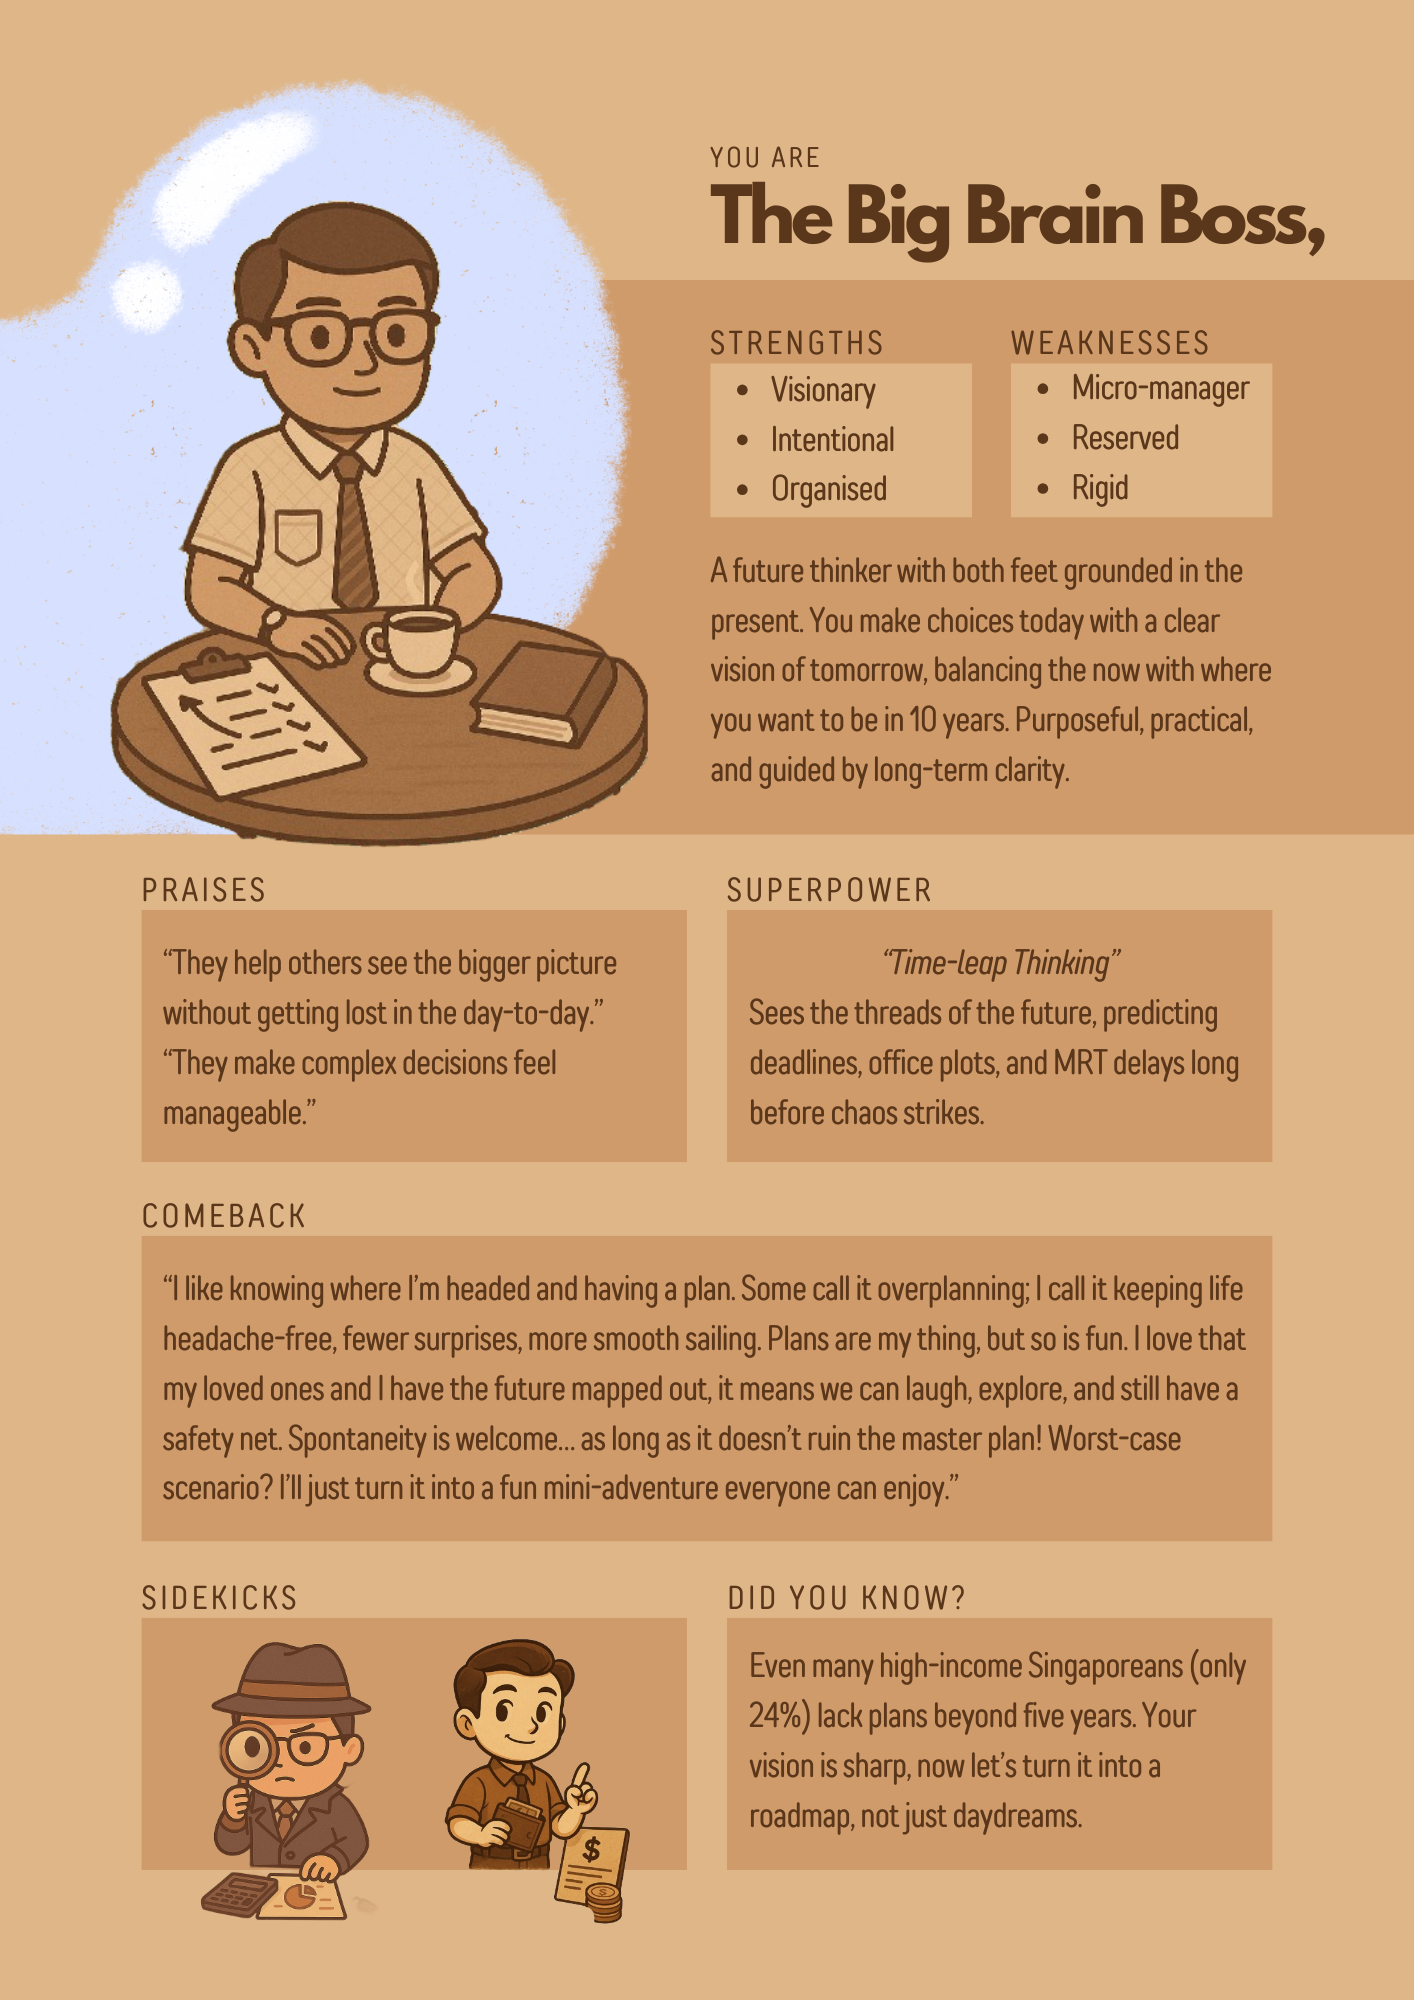 YOU ARE
The Big Brain Boss,
STRENGTHS
• Visionary
• Intentional
• Organised
WEAKNESSES
• Micro-manager
• Reserved
• Rigid
A future thinker with both feet grounded in the
present. You make choices today with a clear
vision of tomorrow, balancing the now with where
you want to be in 10 years. Purposeful, practical,
and guided by long-term clarity.
PRAISES
“They help others see the bigger picture
without getting lost in the day-to-day.”
“They make complex decisions feel
manageable.”
SUPERPOWER
“Time-leap Thinking”
Sees the threads of the future, predicting
deadlines, office plots, and MRT delays long
before chaos strikes.
COMEBACK
“I like knowing where I’m headed and having a plan. Some call it overplanning; I call it keeping life
headache-free, fewer surprises, more smooth sailing. Plans are my thing, but so is fun. I love that
my loved ones and I have the future mapped out, it means we can laugh, explore, and still have a
safety net. Spontaneity is welcome... as long as it doesn’t ruin the master plan! Worst-case
scenario? I’ll just turn it into a fun mini-adventure everyone can enjoy.”
SIDEKICKS
$
DID YOU KNOW?
Even many high-income Singaporeans (only
24%) lack plans beyond five years. Your
vision is sharp, now let’s turn it into a
roadmap, not just daydreams.